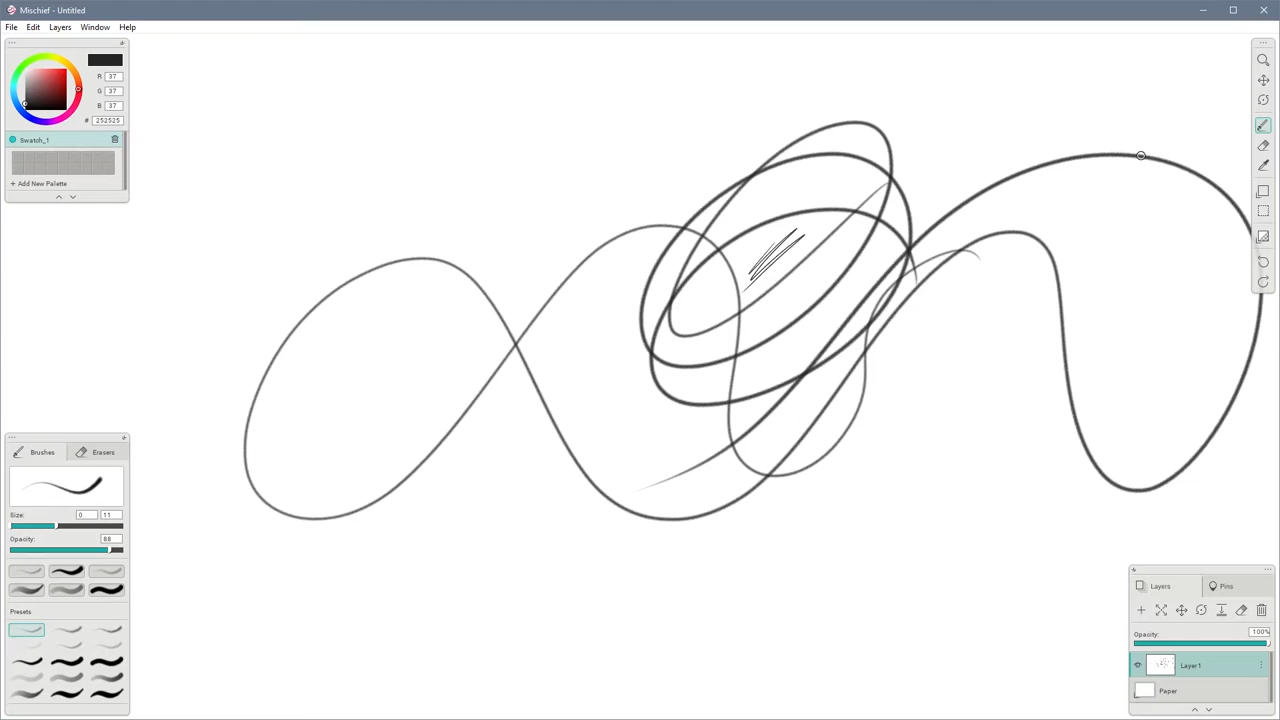 Mischief - Untitled
File Edit Layers Window Help
R 37
G 37
B 37
# 252525
Swatch_1
+ Add New Palette
Brushes Erasers
Size: 0 11
Opacity: 88
Presets
Layers Pins
Opacity: 100%
Layer1
Paper